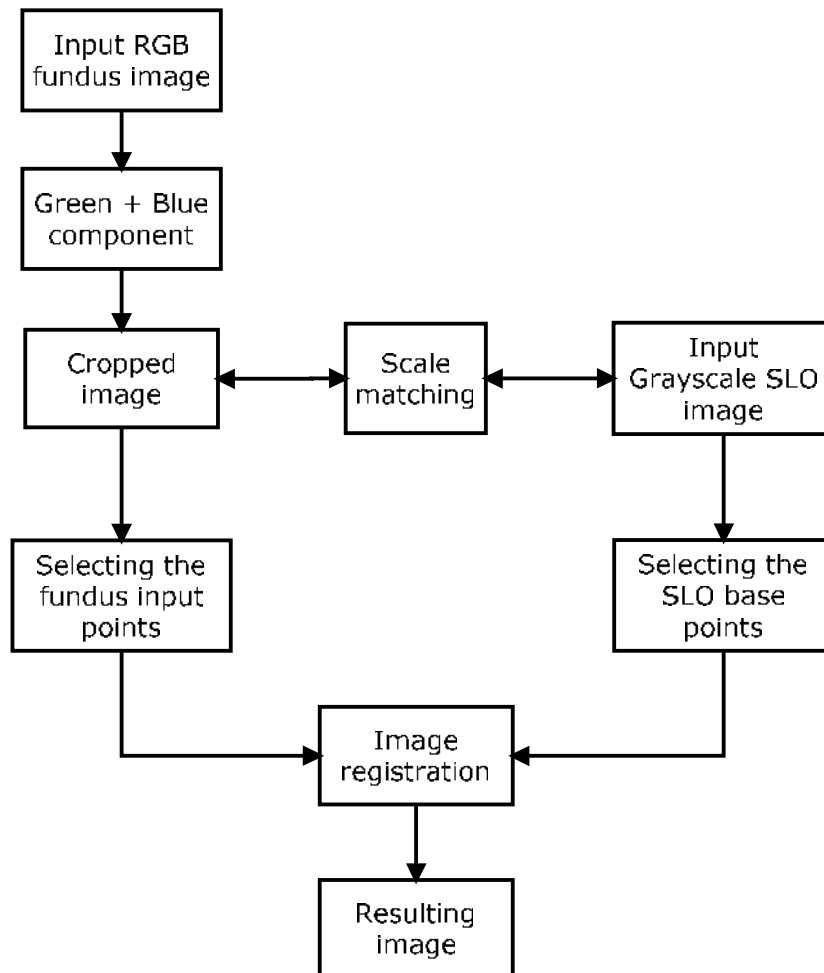 Input RGB
fundus image
Green + Blue
component
Cropped
image
Scale
matching
Input
Grayscale SLO
image
Selecting the
fundus input
points
Selecting the
SLO base
points
Image
registration
Resulting
image